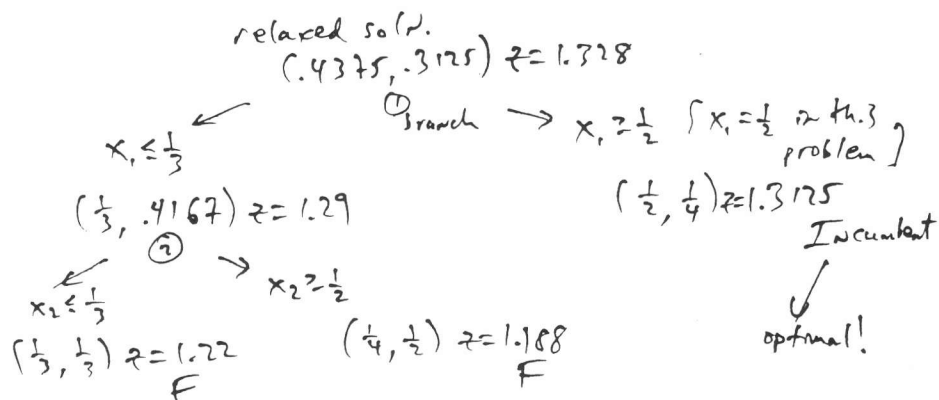 relaxed soln.
(.4375, .3125) z=1.328
① Branch
x₁ ≤ 1/3
x₁ ≥ 1/2 [x₁ = 1/2 in this
problem]
(1/3, .4167) z=1.29
(1/2, 1/4) z=1.3125
Incumbent
②
x₂ ≤ 1/3
x₂ ≥ 1/2
(1/3, 1/3) z=1.22
F
(1/4, 1/2) z=1.188
F
optimal!